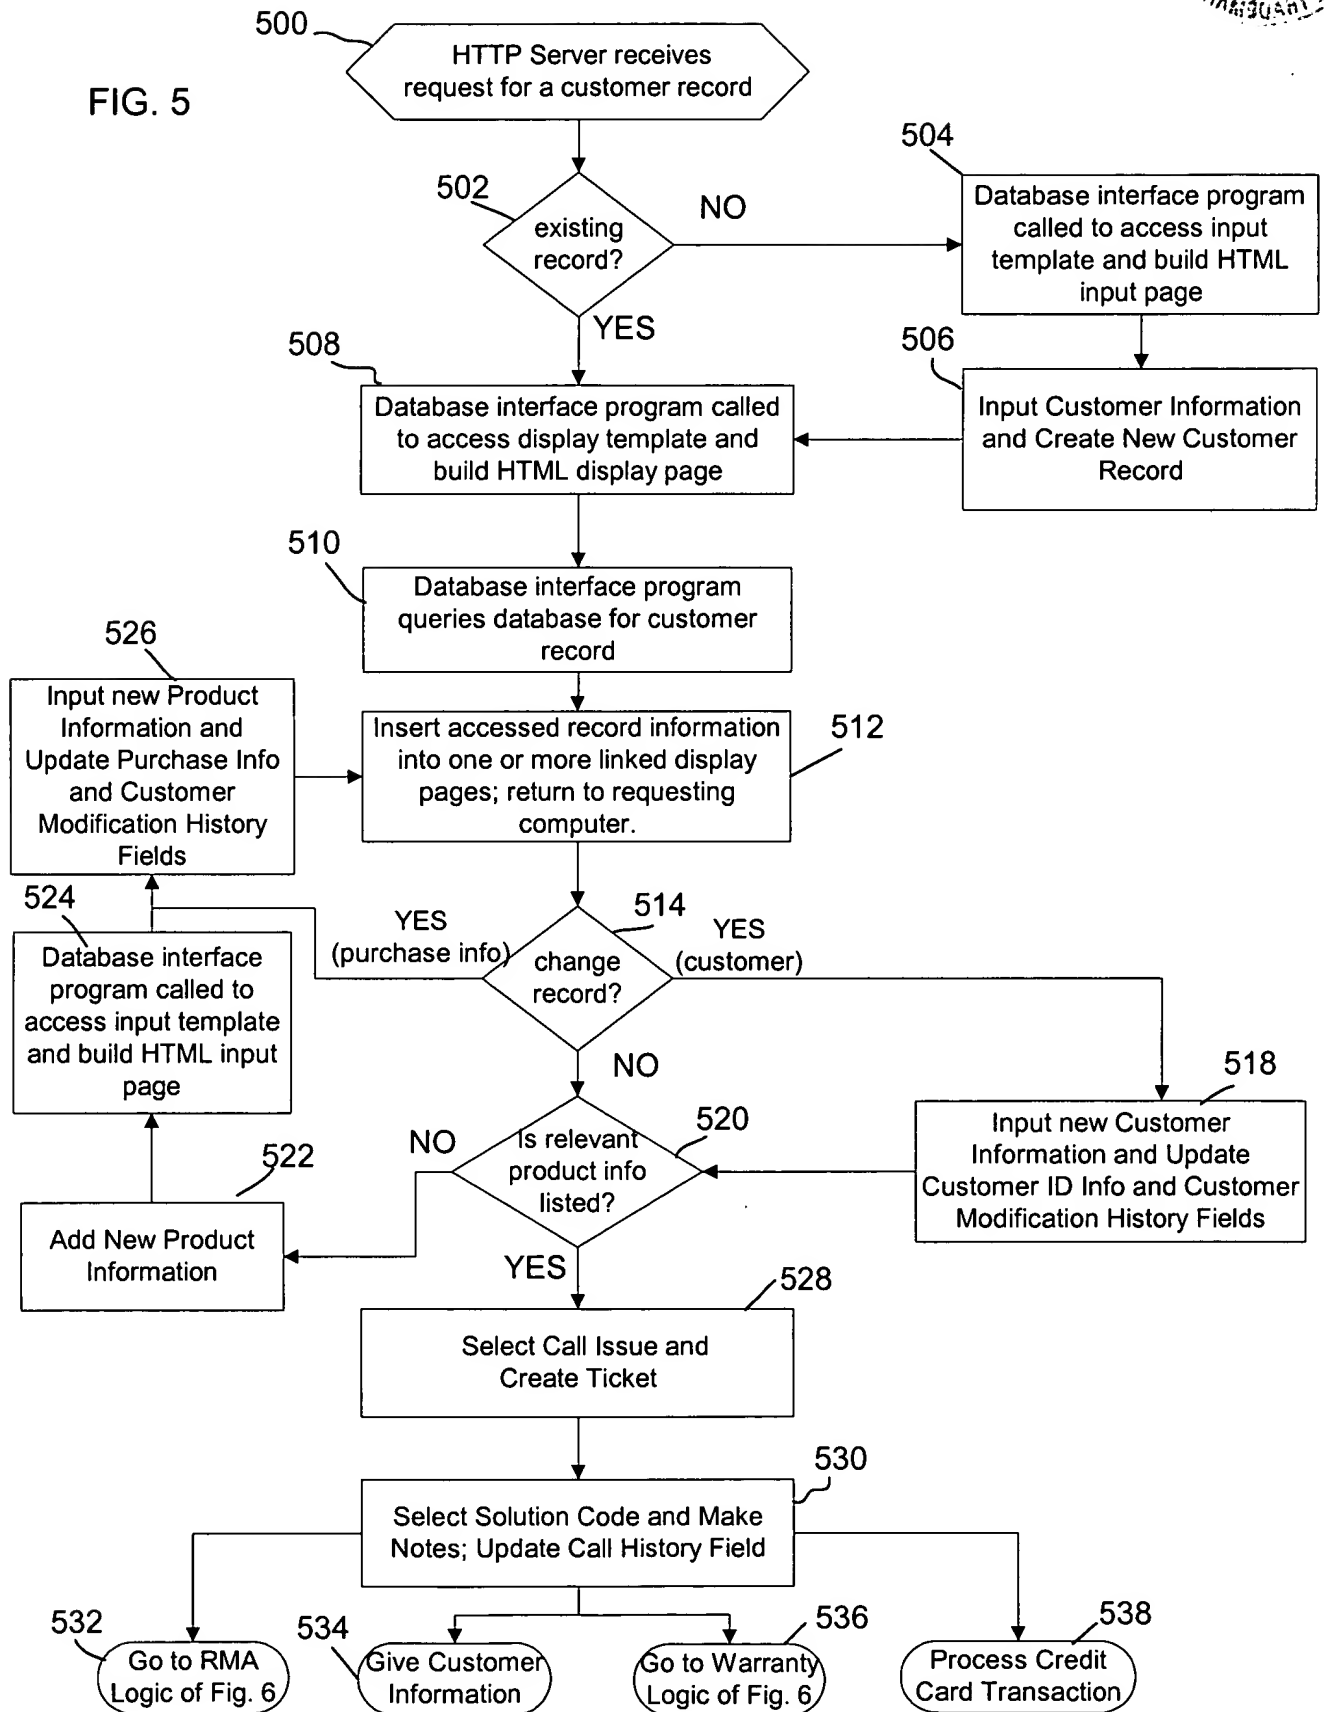 500
HTTP Server receives
request for a customer record
FIG. 5
504
502
existing
record?
NO
Database interface program
called to access input
template and build HTML
input page
YES
508
506
Database interface program called
to access display template and
build HTML display page
Input Customer Information
and Create New Customer
Record
510
Database interface program
queries database for customer
record
526
Input new Product
Information and
Update Purchase Info
and Customer
Modification History
Fields
Insert accessed record information
into one or more linked display
pages; return to requesting
computer.
512
524
Database interface
program called to
access input template
and build HTML input
page
YES
(purchase info)
514
change
record?
YES
(customer)
NO
518
Input new Customer
Information and Update
Customer ID Info and Customer
Modification History Fields
520
Is relevant
product info
listed?
NO
522
Add New Product
Information
YES
528
Select Call Issue and
Create Ticket
530
Select Solution Code and Make
Notes; Update Call History Field
532
Go to RMA
Logic of Fig. 6
534
Give Customer
Information
536
Go to Warranty
Logic of Fig. 6
538
Process Credit
Card Transaction